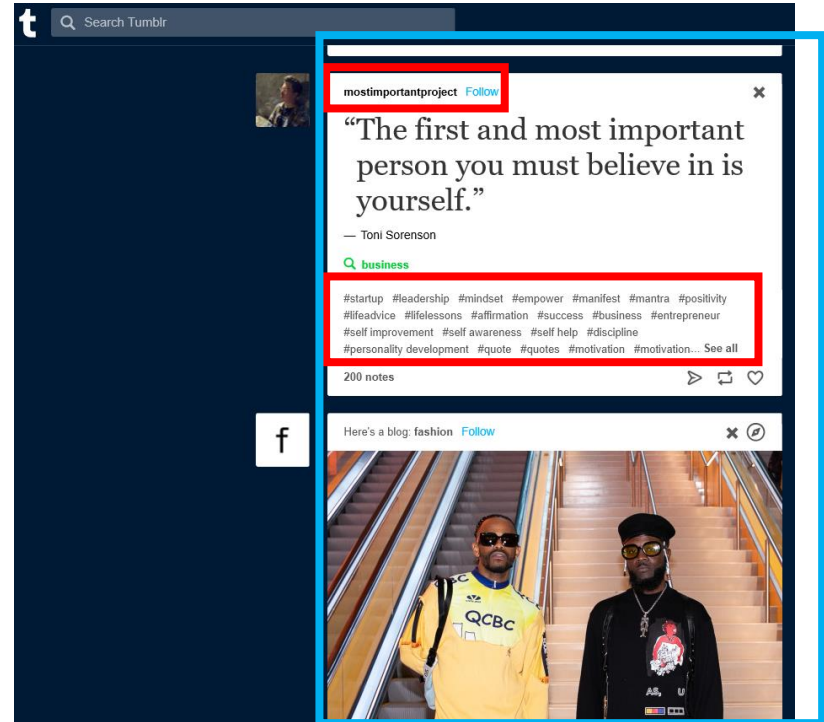 t
Search Tumblr
mostimportantproject Follow
“The first and most important
person you must believe in is
yourself.”
— Toni Sorenson
business
#startup #leadership #mindset #empower #manifest #mantra #positivity
#lifeadvice #lifelessons #affirmation #success #business #entrepreneur
#self improvement #self awareness #self help #discipline
#personality development #quote #quotes #motivation #motivation... See all
200 notes
f
Here's a blog: fashion Follow
QCBC
QCBC
AS, U